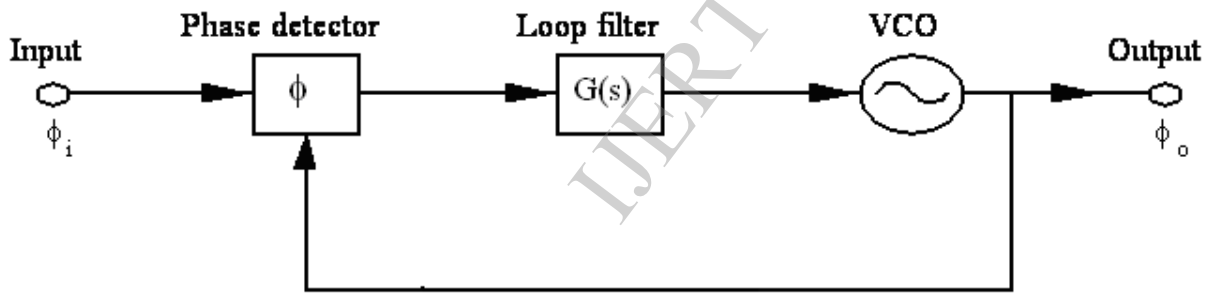 Phase detector
Loop filter
VCO
Input
Output
ϕ
G(s)
ϕi
ϕo
IJERT